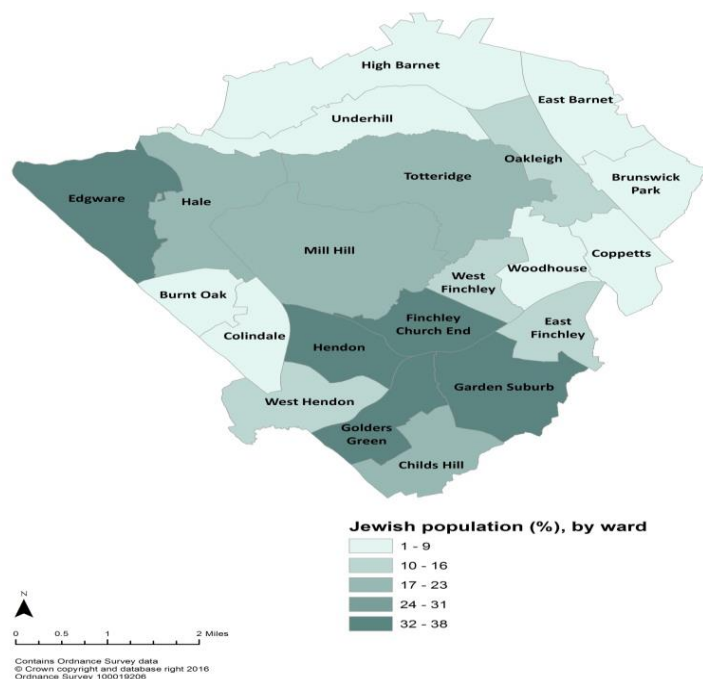 High Barnet
East Barnet
Underhill
Oakleigh
Totteridge
Brunswick
Park
Edgware
Hale
Mill Hill
Coppetts
Woodhouse
West
Finchley
Burnt Oak
Finchley
Church End
East
Finchley
Colindale
Hendon
Garden Suburb
West Hendon
Golders
Green
Childs Hill
Jewish population (%), by ward
1 - 9
10 - 16
17 - 23
24 - 31
32 - 38
N
0 0.5 1 2 Miles
Contains Ordnance Survey data
© Crown copyright and database right 2016
Ordnance Survey 100019206